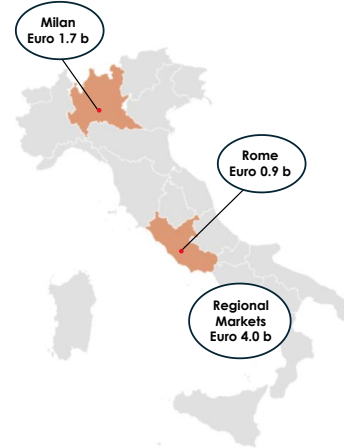 Milan
Euro 1.7 b
Rome
Euro 0.9 b
Regional
Markets
Euro 4.0 b